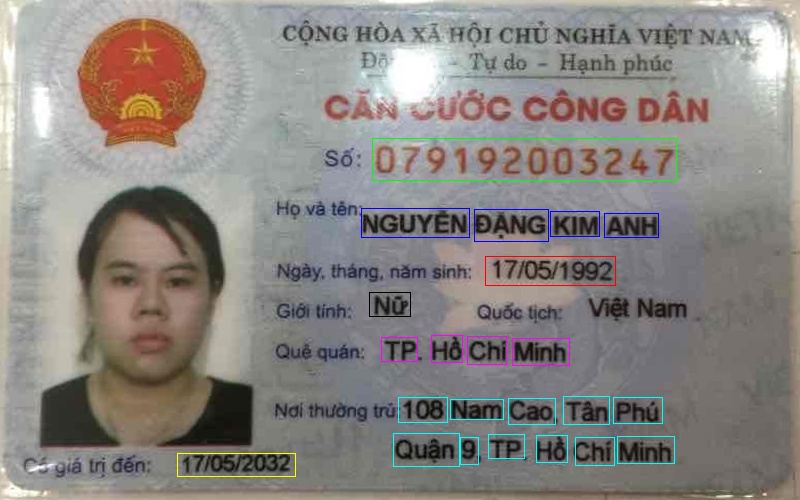 CỘNG HÒA XÃ HỘI CHỦ NGHĨA VIỆT NAM
- Tự do - Hạnh phúc
CĂN CƯỚC CÔNG DÂN
Số: 079192003247
Họ và tên: NGUYỄN ĐẶNG KIM ANH
Ngày, tháng, năm sinh: 17/05/1992
Giới tính: Nữ Quốc tịch: Việt Nam
Quê quán: TP. Hồ Chí Minh
Nơi thường trú: 108 Nam Cao, Tân Phú
Quận 9, TP. Hồ Chí Minh
Có giá trị đến: 17/05/2032